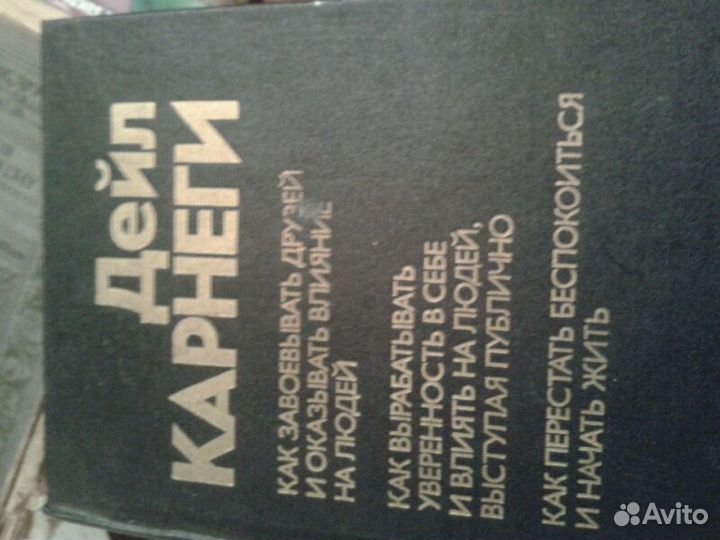 Дейл
КАРНЕГИ
КАК ЗАВОЕВЫВАТЬ ДРУЗЕЙ
И ОКАЗЫВАТЬ ВЛИЯНИЕ
НА ЛЮДЕЙ
КАК ВЫРАБАТЫВАТЬ
УВЕРЕННОСТЬ В СЕБЕ
И ВЛИЯТЬ НА ЛЮДЕЙ,
ВЫСТУПАЯ ПУБЛИЧНО
КАК ПЕРЕСТАТЬ БЕСПОКОИТЬСЯ
И НАЧАТЬ ЖИТЬ
Avito